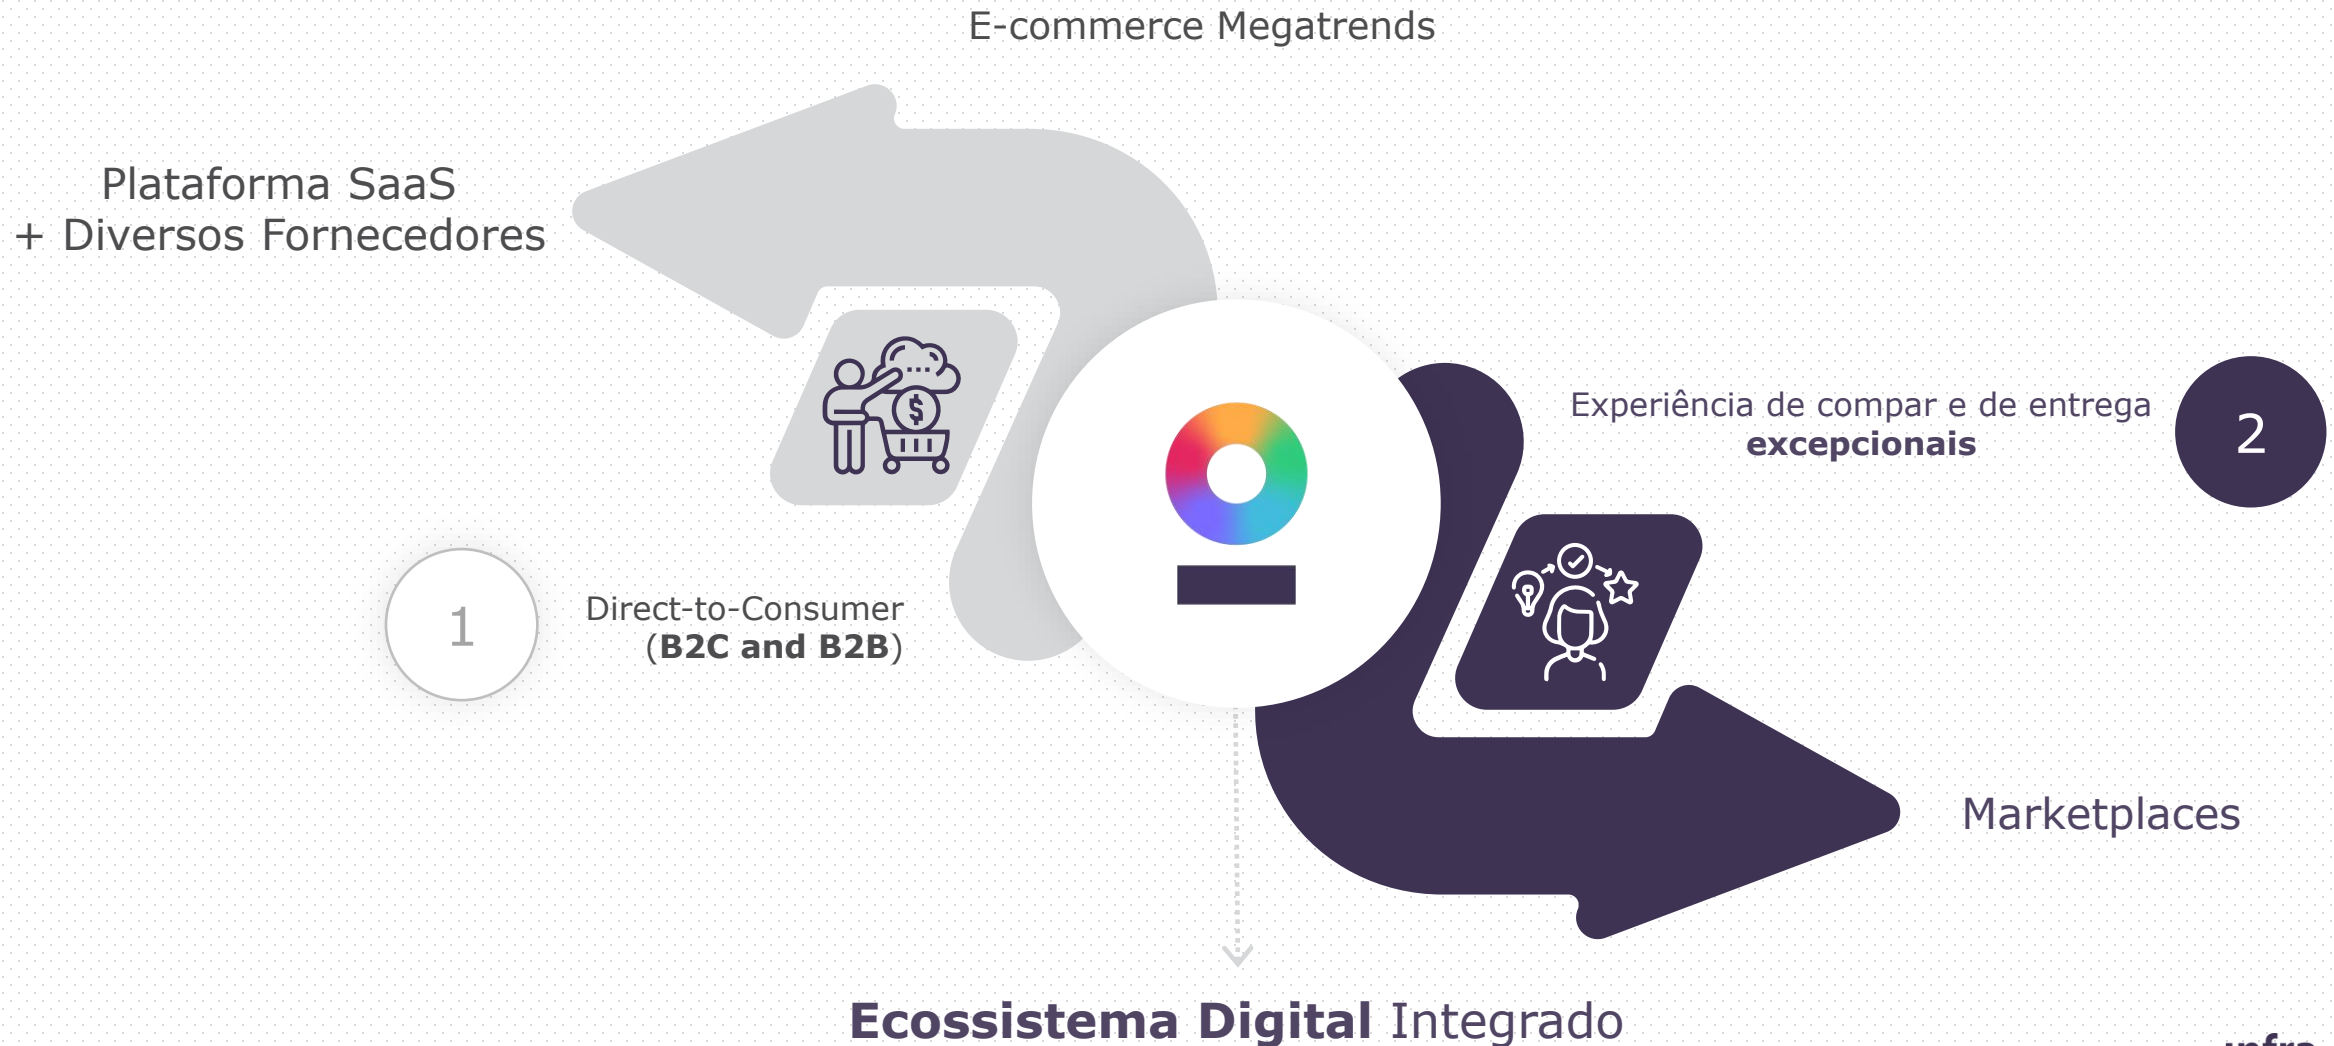 E-commerce Megatrends
Plataforma SaaS
+ Diversos Fornecedores
Experiência de compar e de entrega
excepcionais
2
1
Direct-to-Consumer
(B2C and B2B)
Marketplaces
Ecossistema Digital Integrado